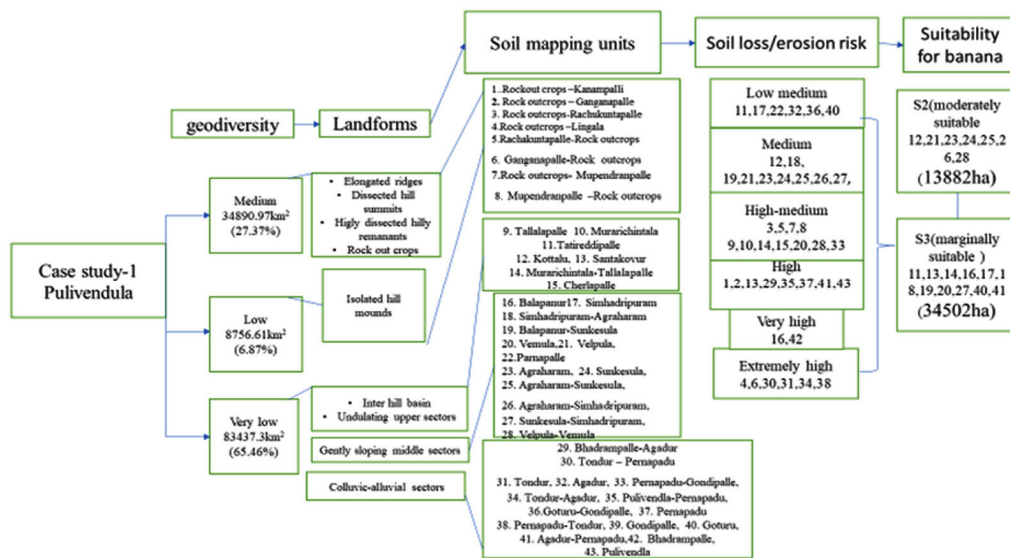 Soil mapping units
Soil loss/erosion risk
Suitability
for banana
geodiversity
Landforms
Case study-1
Pulivendula
Medium
34890.97km²
(27.37%)
Low
8756.61km²
(6.87%)
Very low
83437.3km²
(65.46%)
• Elongated ridges
• Dissected hill
summits
• Higly dissected hilly
remanants
• Rock out crops
Isolated hill
mounds
• Inter hill basin
• Undulating upper sectors
Gently sloping middle sectors
Colluvic-alluvial sectors
1..Rockout crops –Kanampalli
2. Rock outcrops –Ganganapalle
3. Rock outcrops-Rachukuntapalle
4.Rock outcrops –Lingala
5.Rachakuntapalle-Rock outcrops
6. Ganganapalle-Rock outcrops
7.Rock outcrops- Mupendranpalle
8. Mupendranpalle –Rock outcrops
9. Tallalapalle 10. Murarichintala
11.Tatireddipalle
12. Kottalu, 13. Santakovur
14. Murarichintala-Tallalapalle
15. Cherlapalle
16. Balapanur17. Simhadripuram
18. Simhadripuram-Agraharam
19. Balapanur-Sunkesula
20. Vemula,21. Velpula,
22.Parnapalle
23. Agraharam, 24. Sunkesula,
25. Agraharam-Sunkesula,
26. Agraharam-Simhadripuram,
27. Sunkesula-Simhadripuram,
28. Velpula-Vemula
29. Bhadrampalle-Agadur
30. Tondur – Pernapadu
31. Tondur, 32. Agadur, 33. Pernapadu-Gondipalle,
34. Tondur-Agadur, 35. Pulivendla-Pernapadu,
36.Goturu-Gondipalle, 37. Pernapadu
38. Pernapadu-Tondur, 39. Gondipalle, 40. Goturu,
41. Agadur-Pernapadu,42. Bhadrampalle,
43. Pulivendla
Low medium
11,17,22,32,36,40
Medium
12,18,
19,21,23,24,25,26,27,
High-medium
3,5,7,8
9,10,14,15,20,28,33
High
1,2,13,29,35,37,41,43
Very high
16,42
Extremely high
4,6,30,31,34,38
S2(moderately
suitable
12,21,23,24,25,2
6,28
(13882ha)
S3(marginally
suitable )
11,13,14,16,17,1
8,19,20,27,40,41
(34502ha)